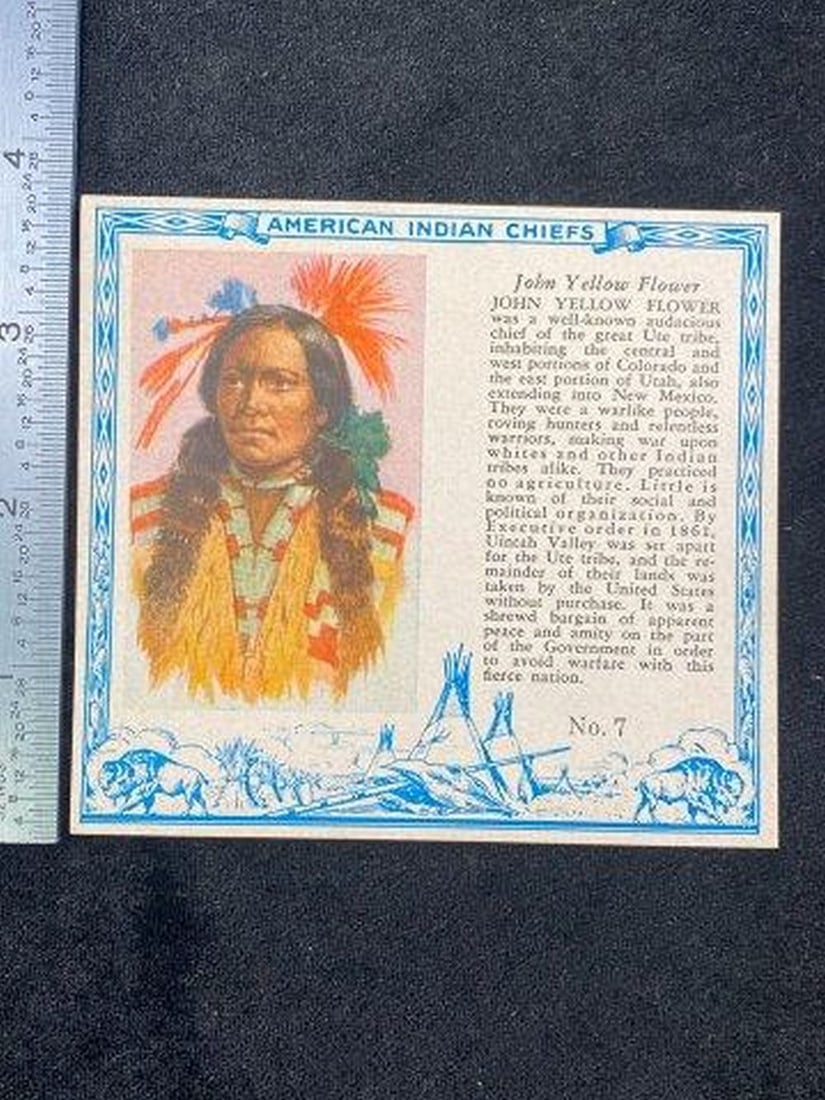 AMERICAN INDIAN CHIEFS
John Yellow Flower
JOHN YELLOW FLOWER
was a well-known audacious
chief of the great Ute tribe,
inhabiting the central and
west portions of Colorado and
the east portion of Utah, also
extending into New Mexico.
They were a warlike people,
roving hunters and relentless
warriors, making war upon
whites and other Indian
tribes alike. They practiced
no agriculture. Little is
known of their social and
political organization. By
Executive order in 1861,
Uintah Valley was set apart
for the Ute tribe, and the re-
mainder of their lands was
taken by the United States
without purchase. It was a
shrewd bargain of apparent
peace and amity on the part
of the Government in order
to avoid warfare with this
fierce nation.
No. 7
4
3
2